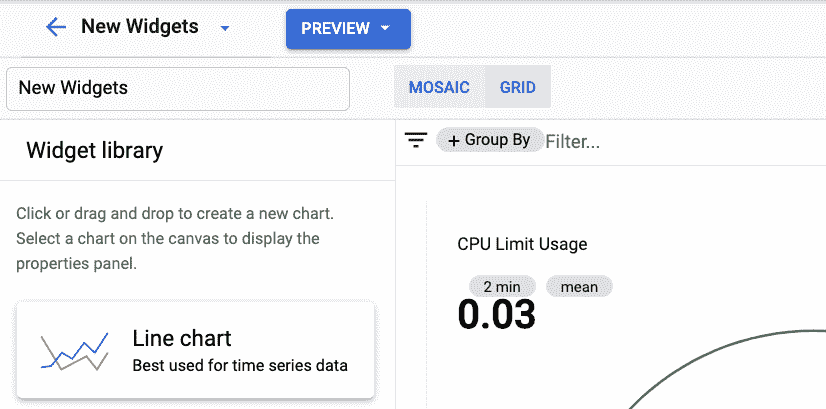 New Widgets
PREVIEW
New Widgets
MOSAIC GRID
Widget library
+ Group By Filter...
Click or drag and drop to create a new chart.
Select a chart on the canvas to display the
properties panel.
CPU Limit Usage
2 min mean
0.03
Line chart
Best used for time series data